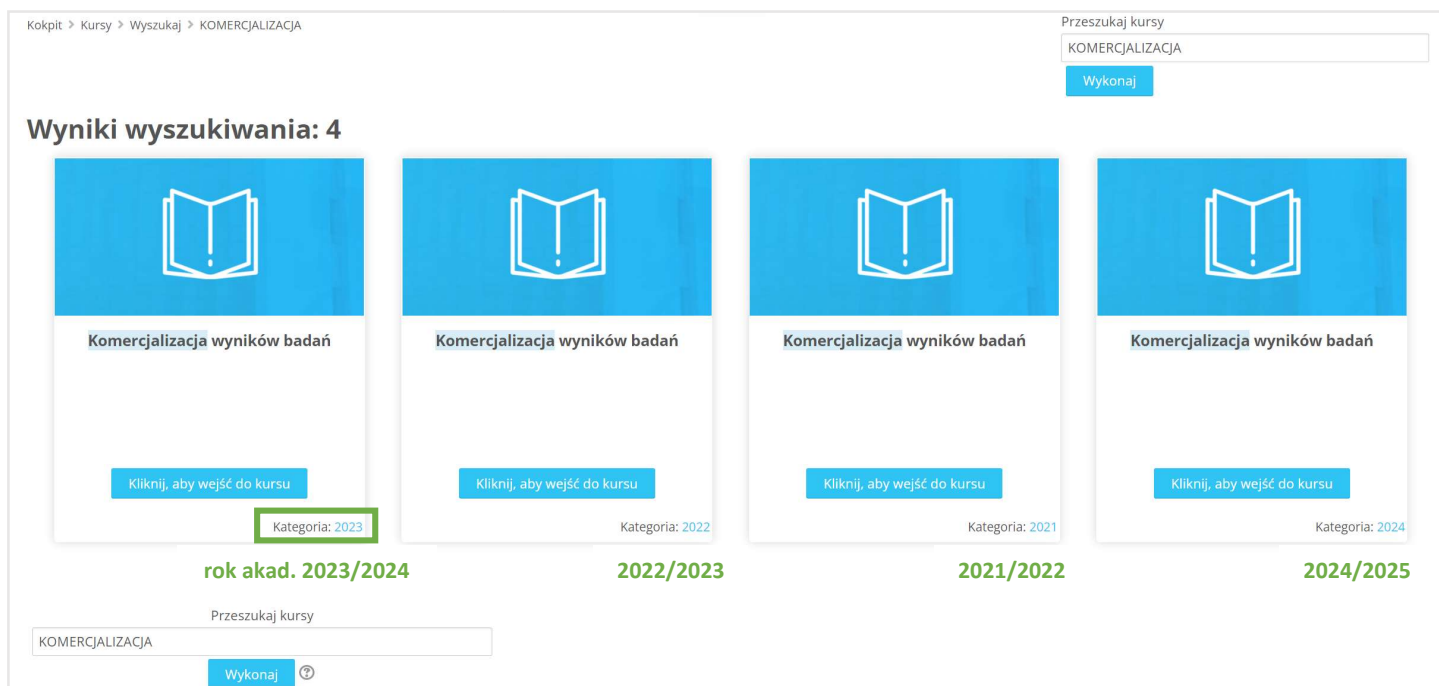 Kokpit > Kursy > Wyszukaj > KOMERCJALIZACJA
Przeszukaj kursy
KOMERCJALIZACJA
Wykonaj
Wyniki wyszukiwania: 4
Komercjalizacja wyników badań
Kliknij, aby wejść do kursu
Kategoria: 2023
rok akad. 2023/2024
Komercjalizacja wyników badań
Kliknij, aby wejść do kursu
Kategoria: 2022
2022/2023
Komercjalizacja wyników badań
Kliknij, aby wejść do kursu
Kategoria: 2021
2021/2022
Komercjalizacja wyników badań
Kliknij, aby wejść do kursu
Kategoria: 2024
2024/2025
Przeszukaj kursy
KOMERCJALIZACJA
Wykonaj ?